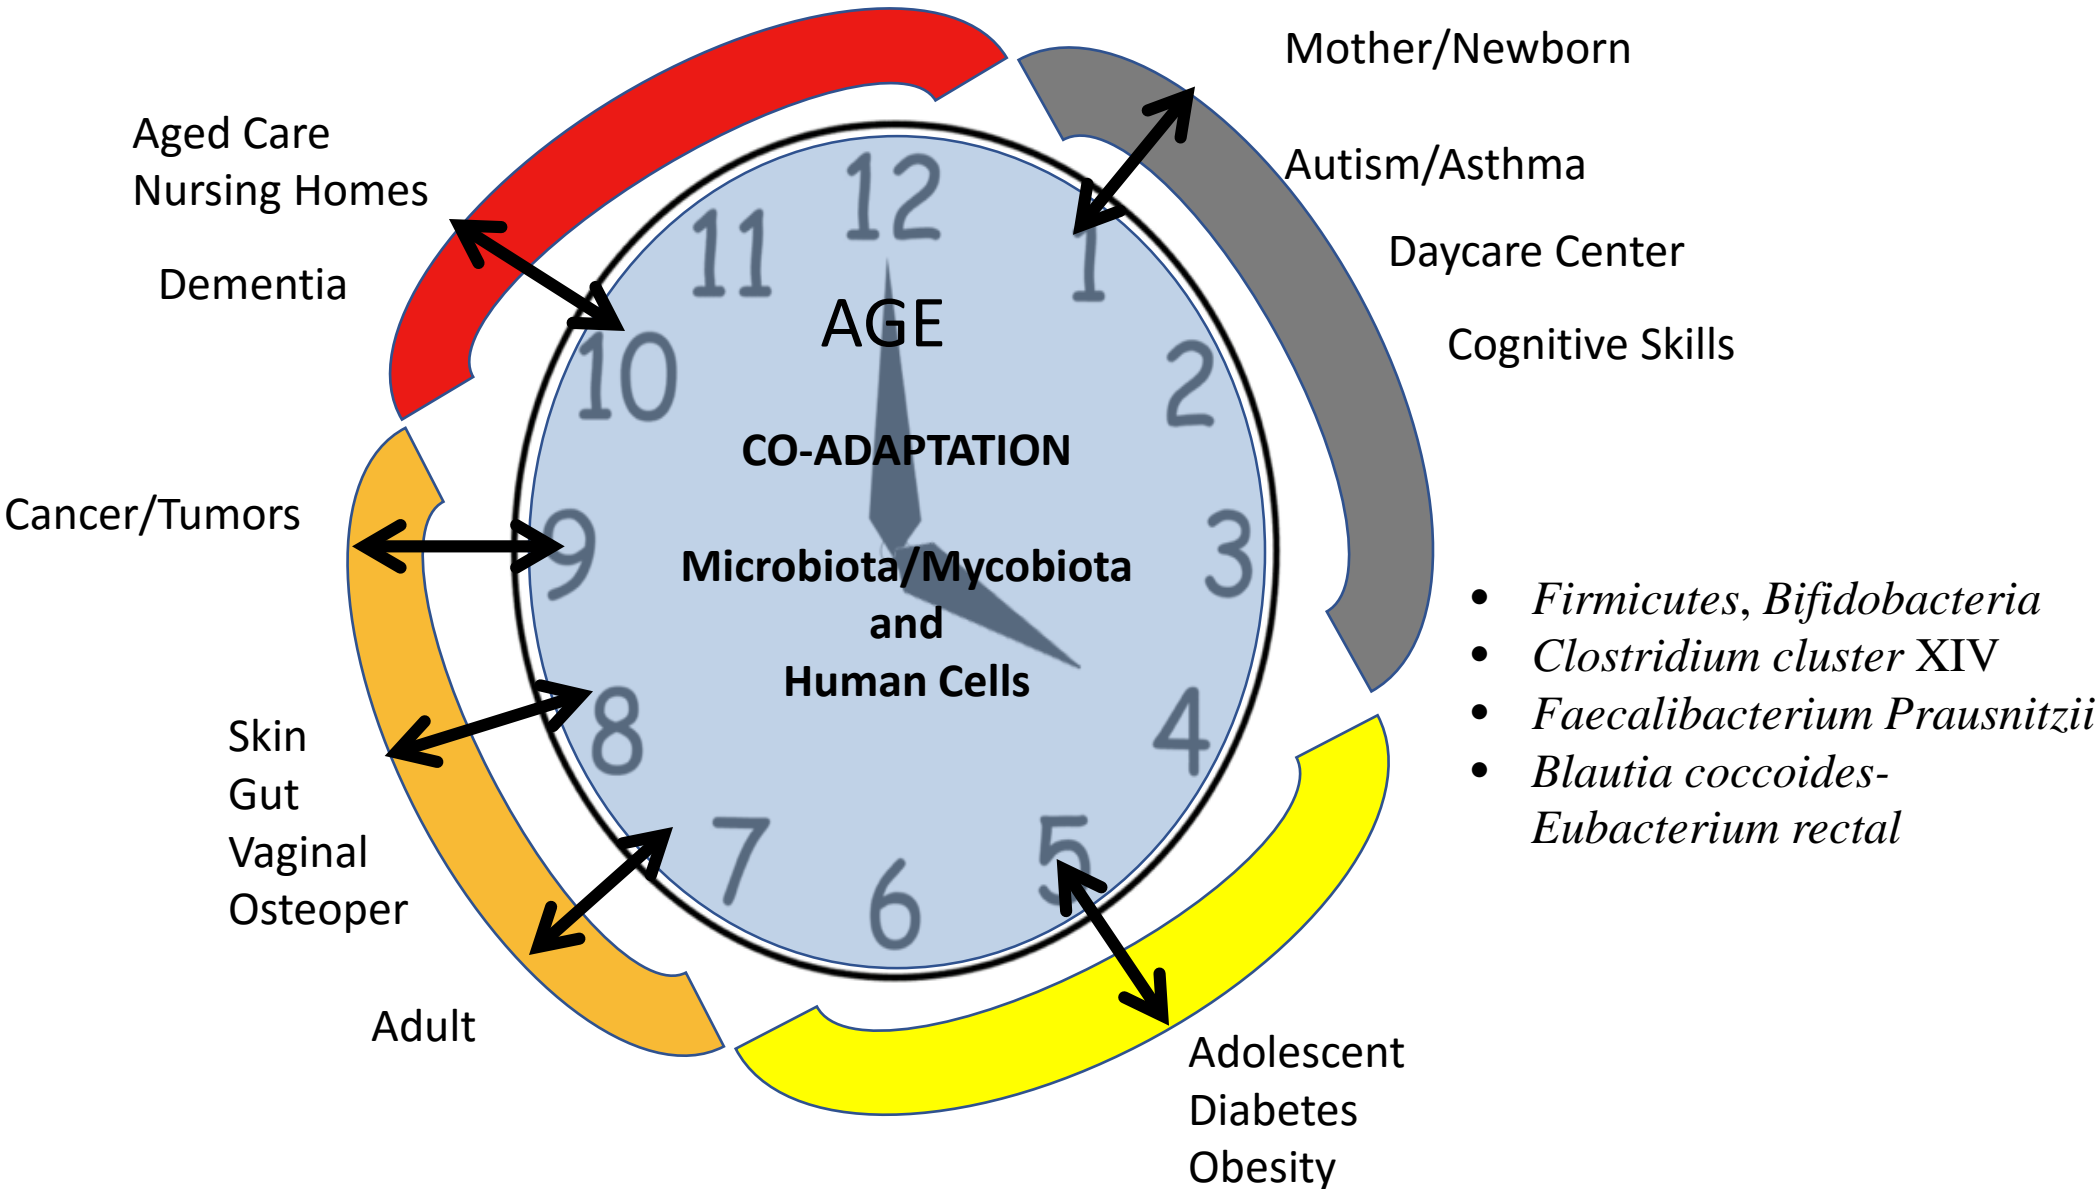 Mother/Newborn
Autism/Asthma
Daycare Center
Cognitive Skills
Aged Care
Nursing Homes
Dementia
Cancer/Tumors
Skin
Gut
Vaginal
Osteoper
Adult
Adolescent
Diabetes
Obesity
• Firmicutes, Bifidobacteria
• Clostridium cluster XIV
• Faecalibacterium Prausnitzii
• Blautia coccoides-
Eubacterium rectal
12
1
2
3
4
5
6
7
8
9
10
11
AGE
CO-ADAPTATION
Microbiota/Mycobiota
and
Human Cells